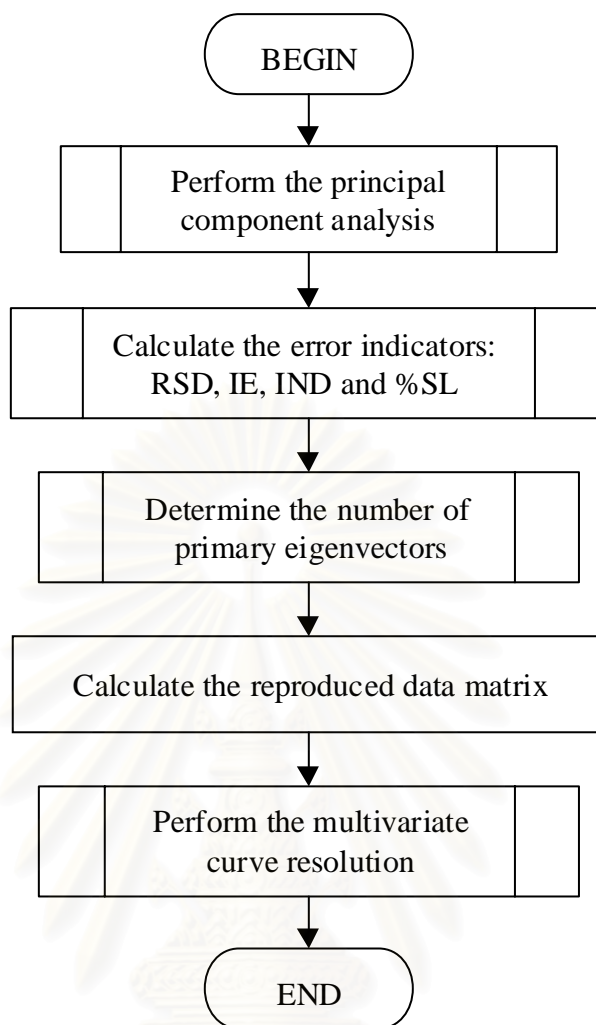 BEGIN
Perform the principal
component analysis
Calculate the error indicators:
RSD, IE, IND and %SL
Determine the number of
primary eigenvectors
Calculate the reproduced data matrix
Perform the multivariate
curve resolution
END